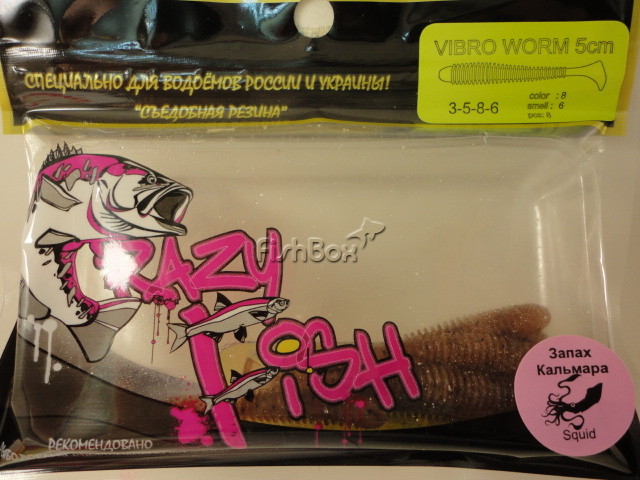 СПЕЦИАЛЬНО ДЛЯ ВОДОЁМОВ РОССИИ И УКРАИНЫ!
"СЪЕДОБНАЯ РЕЗИНА"
VIBRO WORM 5cm
3-5-8-6
color : 8
smell : 6
CRAZY
FISH
FishBox
Запах
Кальмара
Squid
РЕКОМЕНДОВАНО